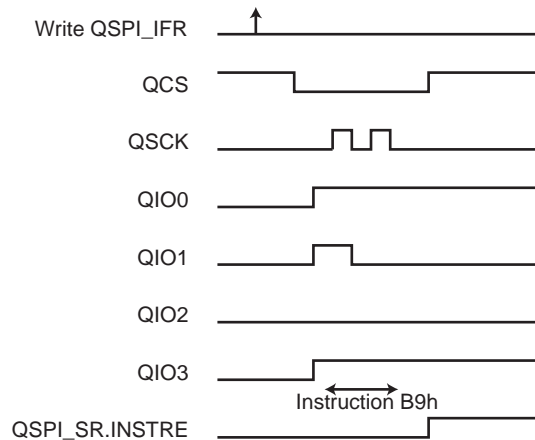 Write QSPI_IFR
QCS
QSCK
QIO0
QIO1
QIO2
QIO3
Instruction B9h
QSPI_SR.INSTRE